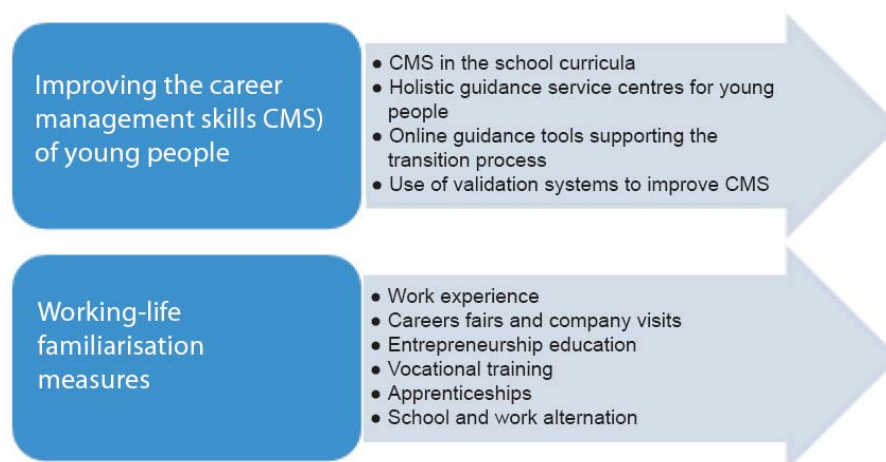 Improving the career
management skills CMS)
of young people
● CMS in the school curricula
● Holistic guidance service centres for young
people
● Online guidance tools supporting the
transition process
● Use of validation systems to improve CMS
Working-life
familiarisation
measures
● Work experience
● Careers fairs and company visits
● Entrepreneurship education
● Vocational training
● Apprenticeships
● School and work alternation